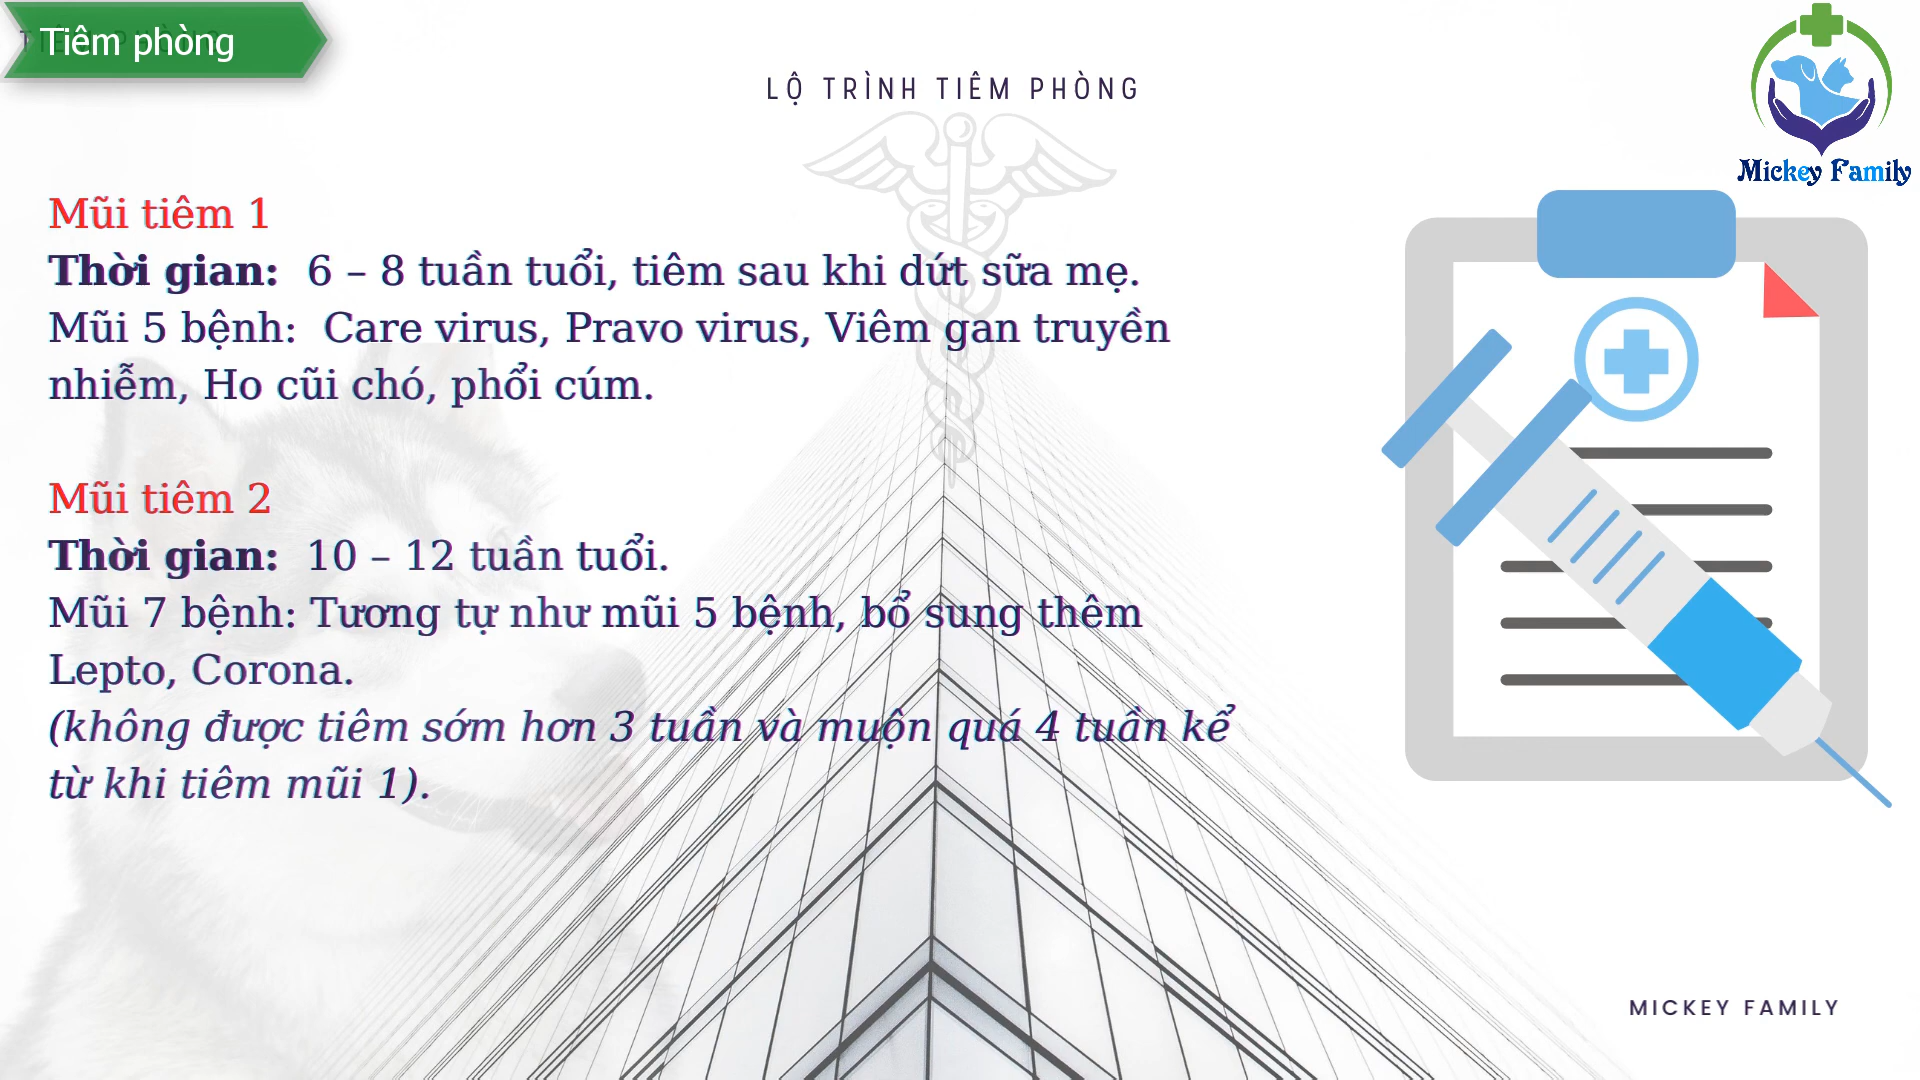 Tiêm phòng
LỘ TRÌNH TIÊM PHÒNG
Mickey Family
Mũi tiêm 1
Thời gian: 6 – 8 tuần tuổi, tiêm sau khi dứt sữa mẹ.
Mũi 5 bệnh: Care virus, Pravo virus, Viêm gan truyền
nhiễm, Ho cũi chó, phổi cúm.
Mũi tiêm 2
Thời gian: 10 – 12 tuần tuổi.
Mũi 7 bệnh: Tương tự như mũi 5 bệnh, bổ sung thêm
Lepto, Corona.
(không được tiêm sớm hơn 3 tuần và muộn quá 4 tuần kể
từ khi tiêm mũi 1).
MICKEY FAMILY